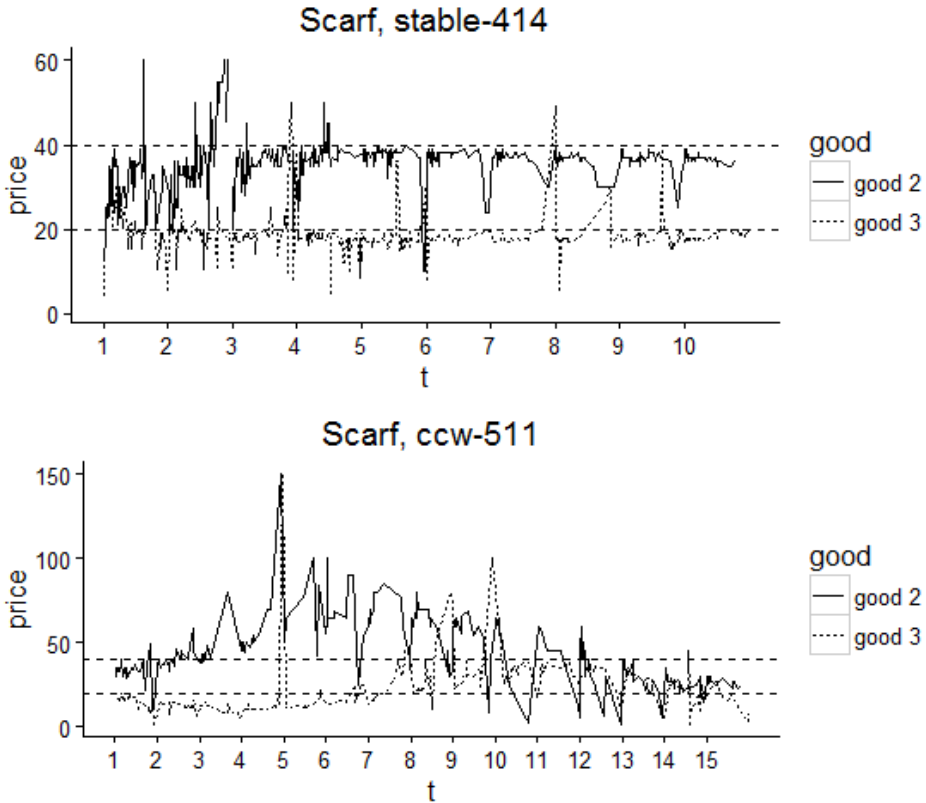 Scarf, stable-414
60
40
20
0
price
1 2 3 4 5 6 7 8 9 10
t
good
good 2
good 3
Scarf, ccw-511
150
100
50
0
price
1 2 3 4 5 6 7 8 9 10 11 12 13 14 15
t
good
good 2
good 3